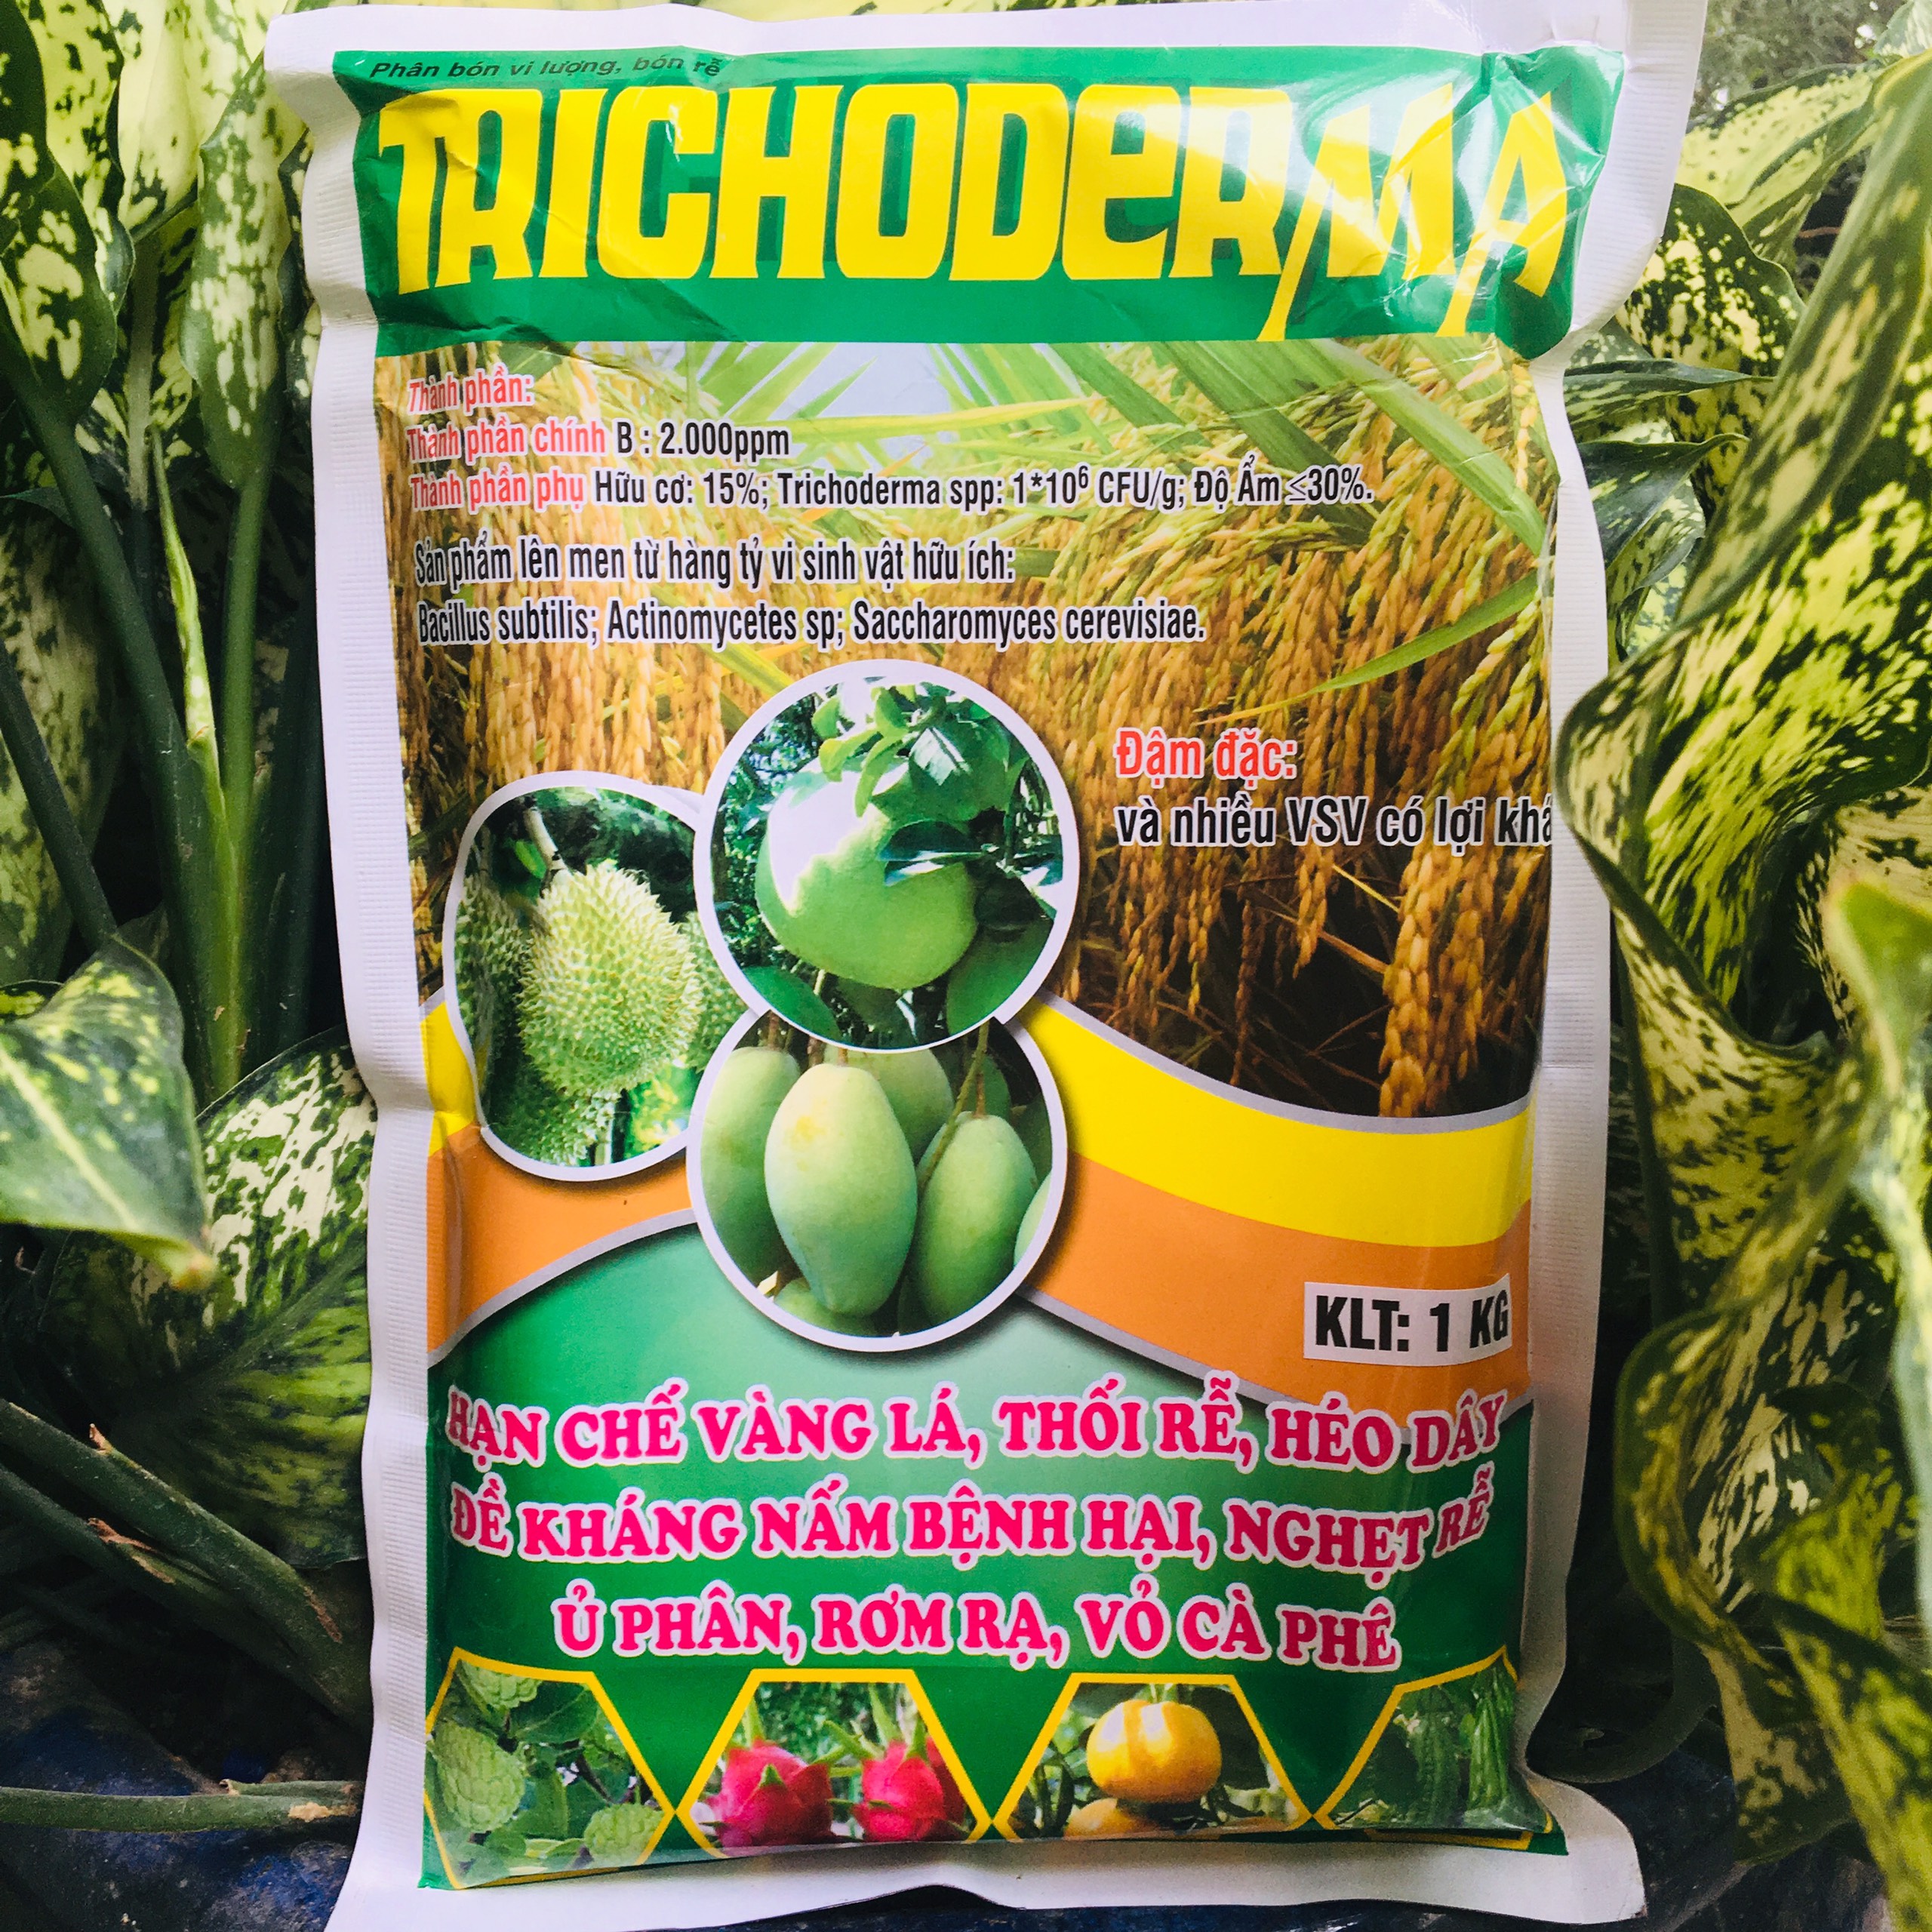 Phân bón vi lượng, bón rễ
TRICHODERMA
Thành phần:
Thành phần chính B : 2.000ppm
Thành phần phụ Hữu cơ: 15%; Trichoderma spp: 1*10⁶ CFU/g; Độ Ẩm ≤30%.
Sản phẩm lên men từ hàng tỷ vi sinh vật hữu ích:
Bacillus subtilis; Actinomycetes sp; Saccharomyces cerevisiae.
Đậm đặc:
và nhiều VSV có lợi khá
KLT: 1 KG
HẠN CHẾ VÀNG LÁ, THỐI RỄ, HÉO DÂY
ĐỀ KHÁNG NẤM BỆNH HẠI, NGHẸT RỄ
Ủ PHÂN, RƠM RẠ, VỎ CÀ PHÊ